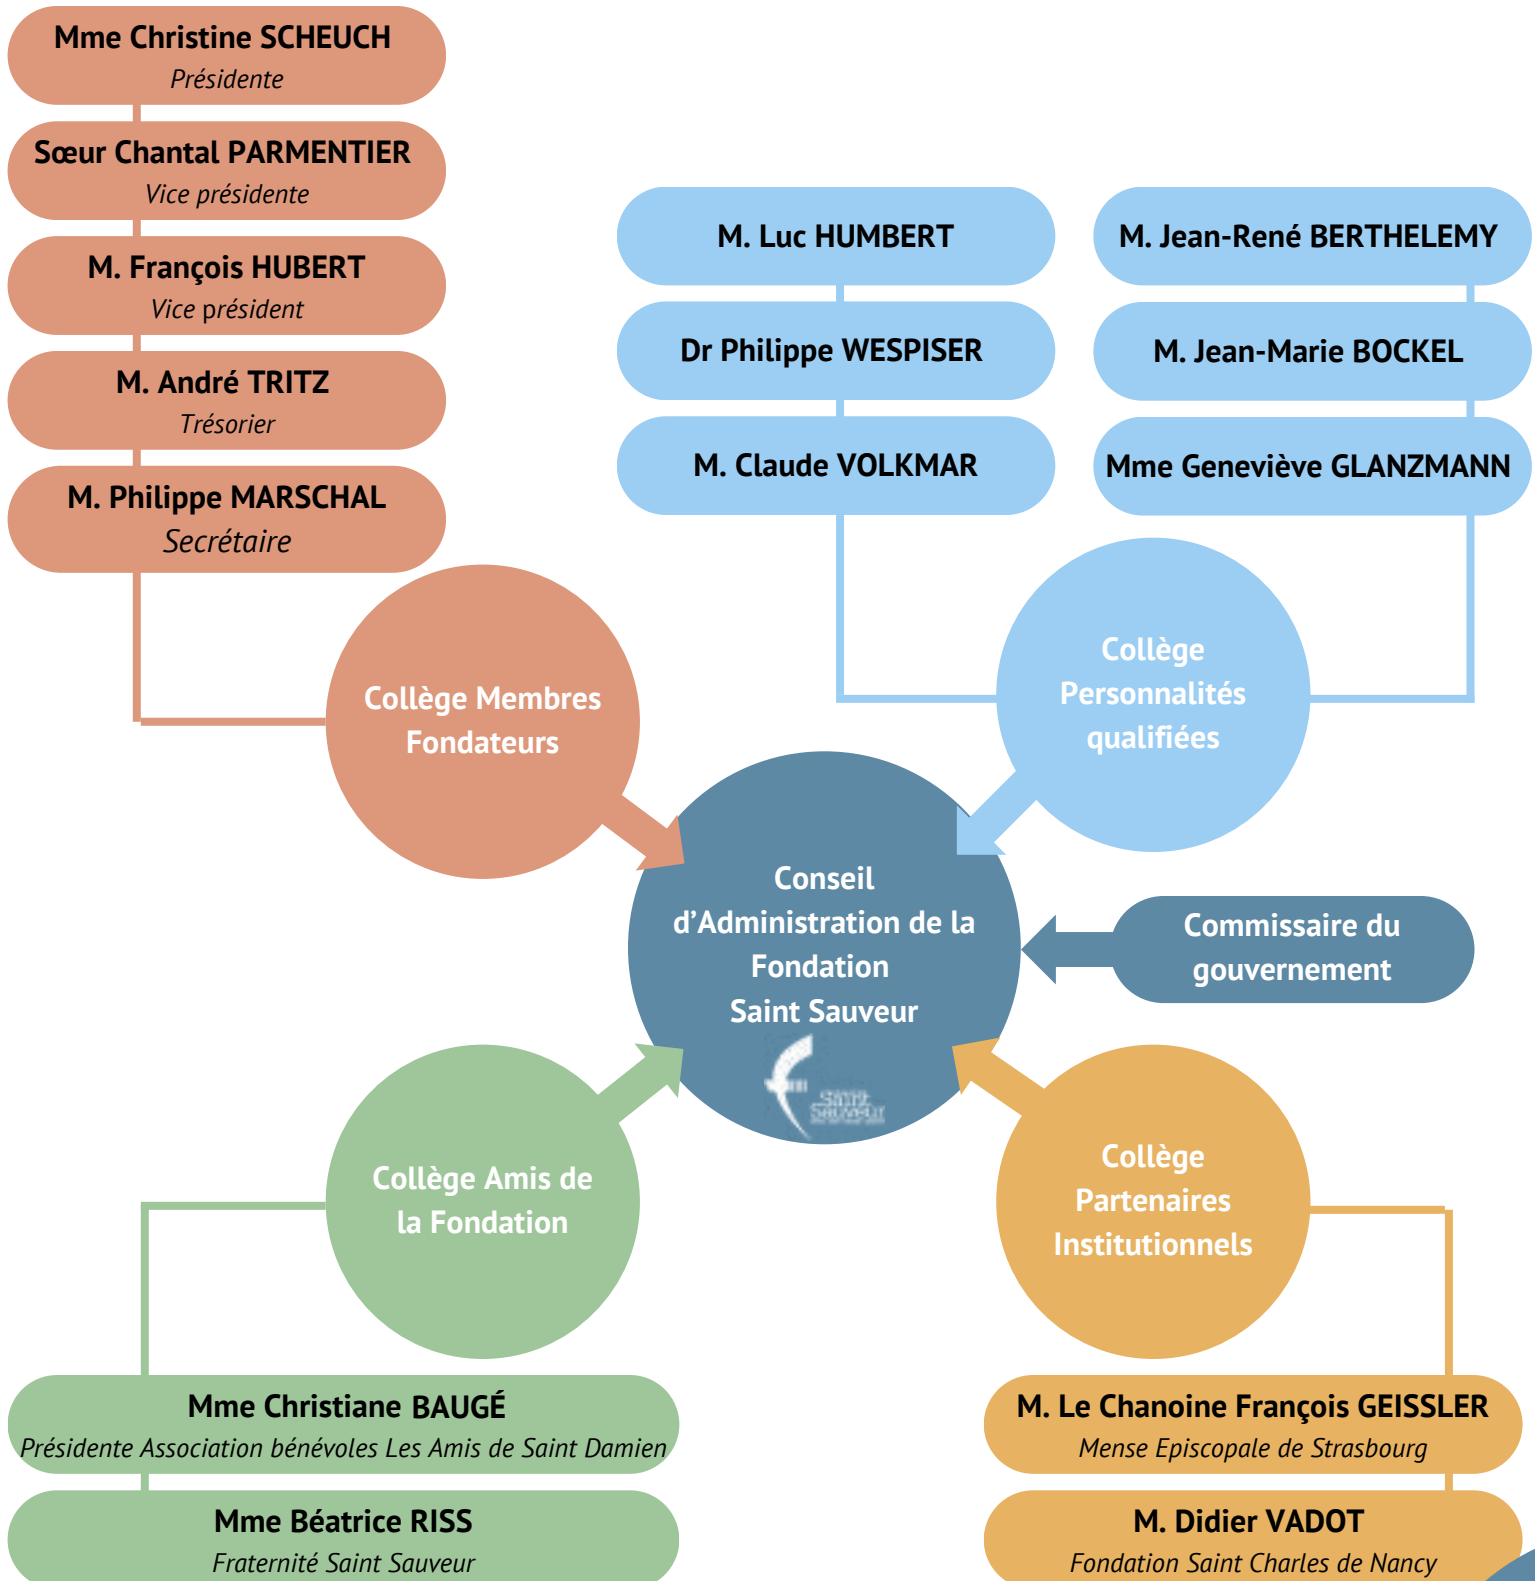 Mme Christine SCHEUCH
Présidente
Sœur Chantal PARMENTIER
Vice présidente
M. François HUBERT
Vice président
M. André TRITZ
Trésorier
M. Philippe MARSCHAL
Secrétaire
M. Luc HUMBERT
Dr Philippe WESPISER
M. Claude VOLKMAR
M. Jean-René BERTHELEMY
M. Jean-Marie BOCKEL
Mme Geneviève GLANZMANN
Collège Membres
Fondateurs
Collège
Personnalités
qualifiées
Conseil
d’Administration de la
Fondation
Saint Sauveur
Saint
Sauveur
Commissaire du
gouvernement
Collège Amis de
la Fondation
Collège
Partenaires
Institutionnels
Mme Christiane BAUGÉ
Présidente Association bénévoles Les Amis de Saint Damien
Mme Béatrice RISS
Fraternité Saint Sauveur
M. Le Chanoine François GEISSLER
Mense Episcopale de Strasbourg
M. Didier VADOT
Fondation Saint Charles de Nancy